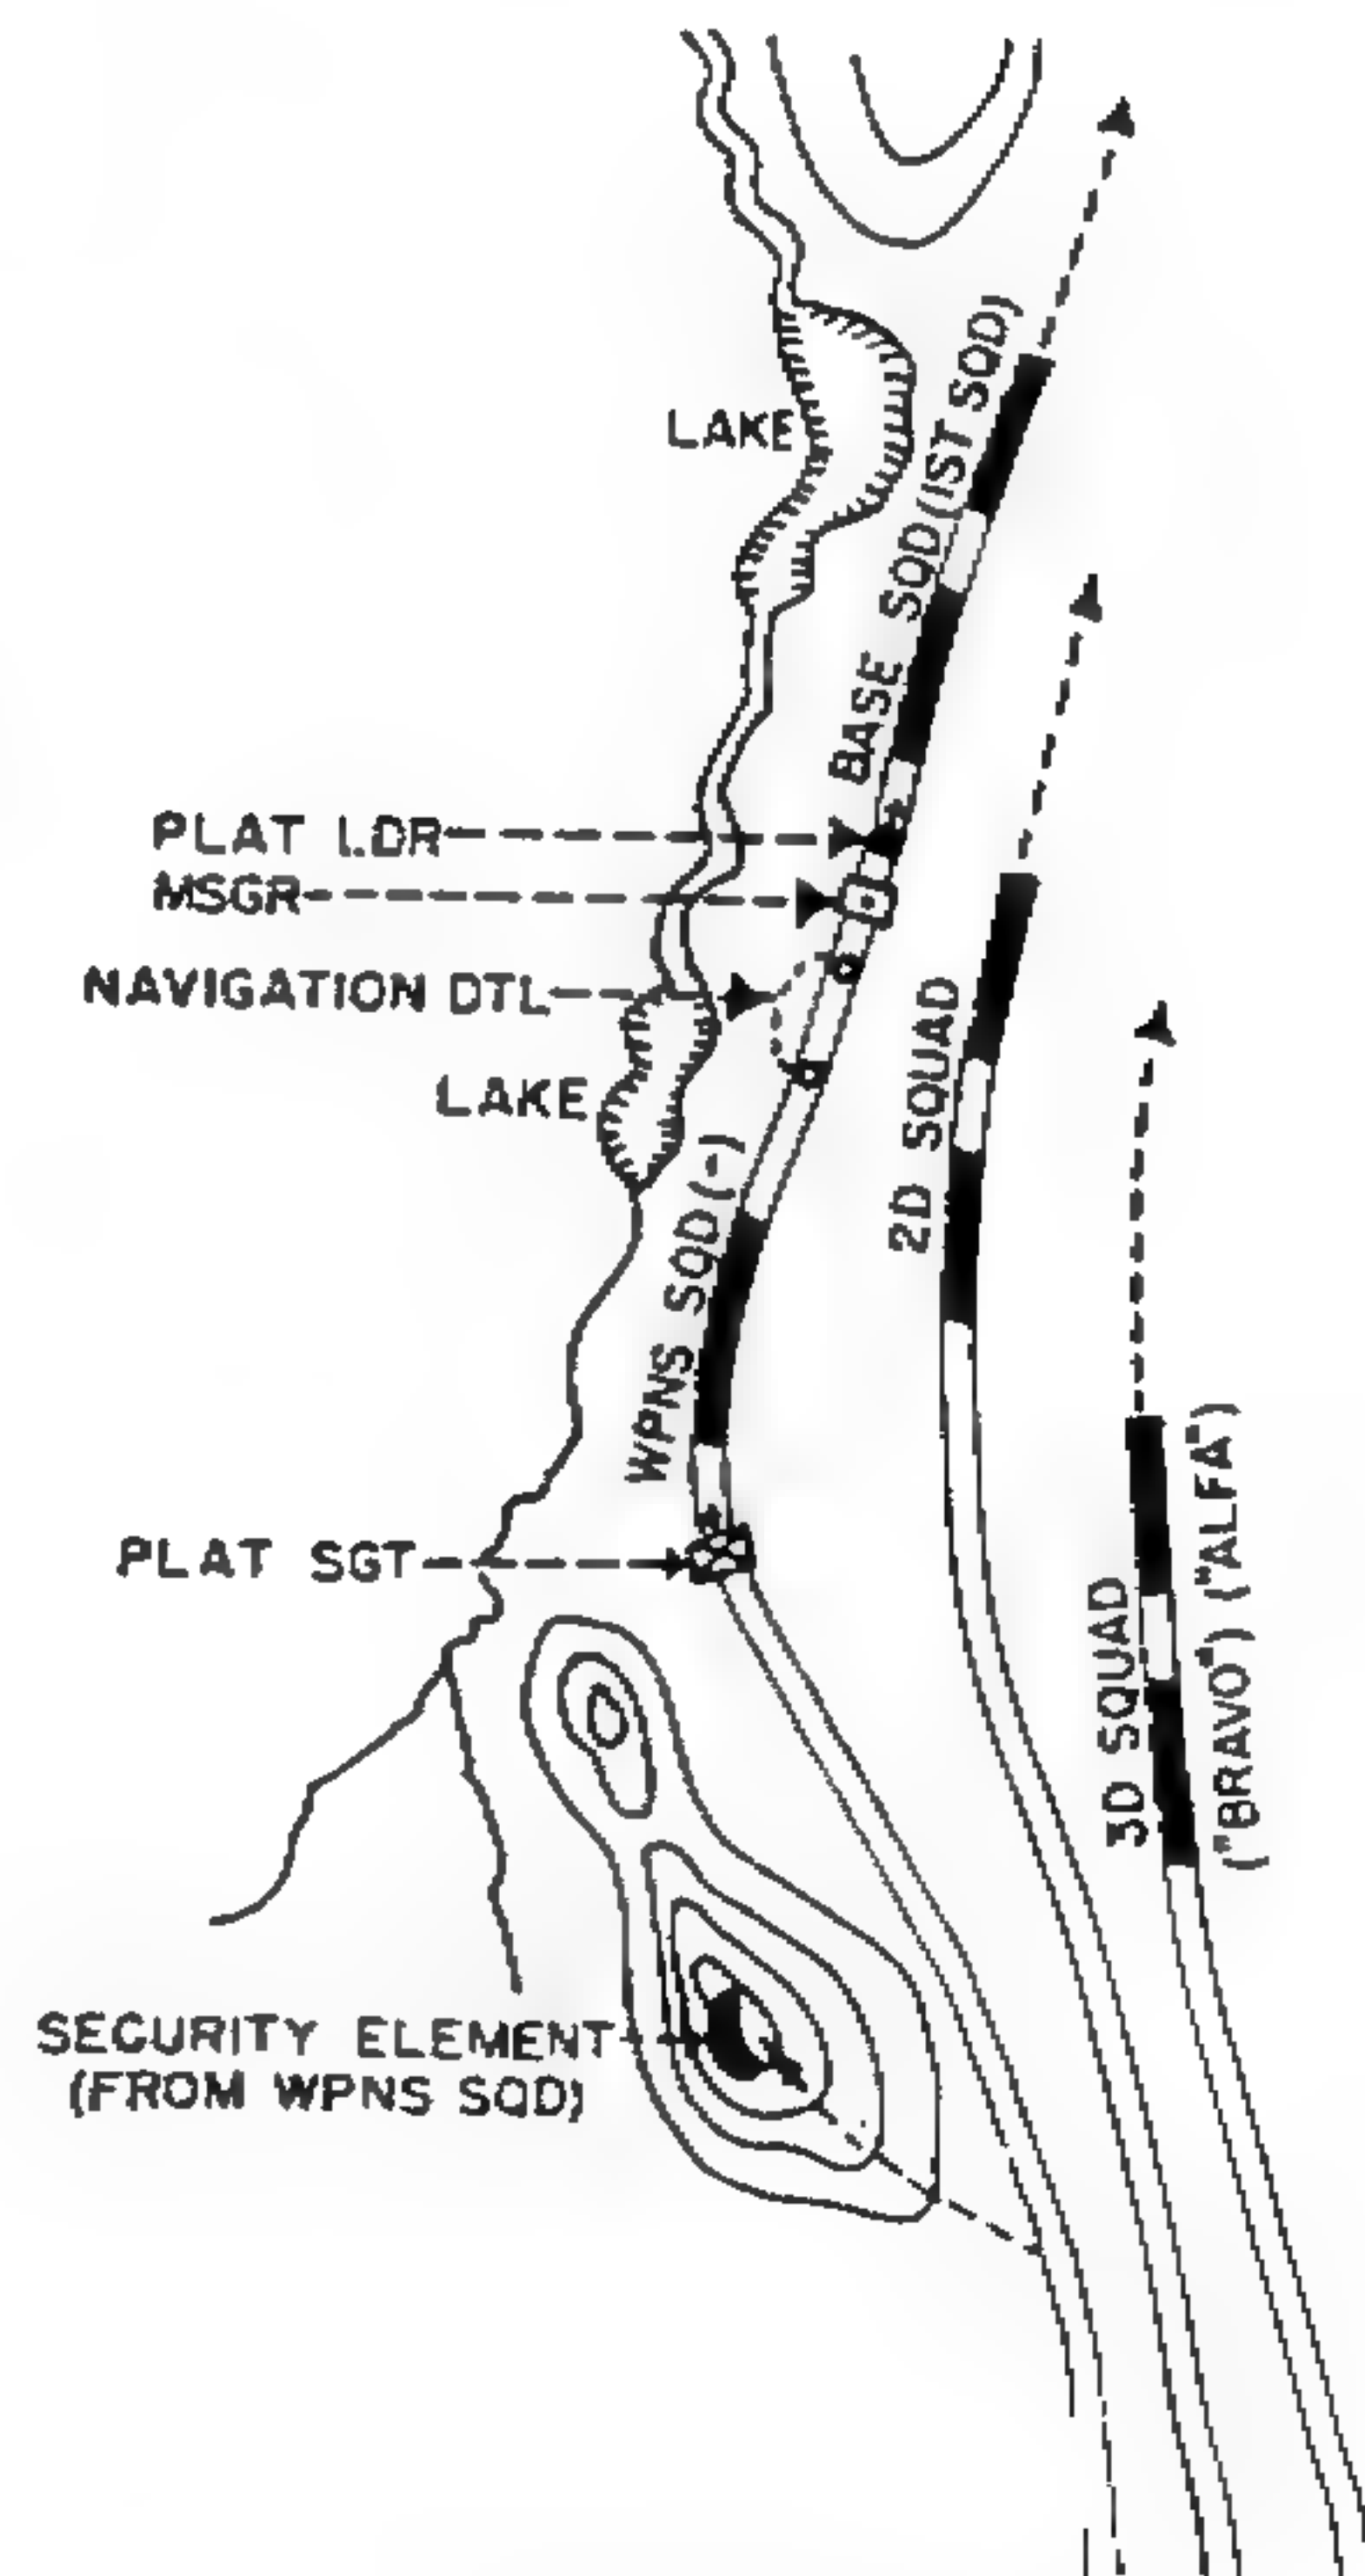 LAKE
BASE SQD (1ST SQD)
PLAT LDR
MSGR
NAVIGATION DTL
LAKE
2D SQUAD
WPNS SQD (-)
PLAT SGT
3D SQUAD
("BRAVO") ("ALFA")
SECURITY ELEMENT
(FROM WPNS SQD)